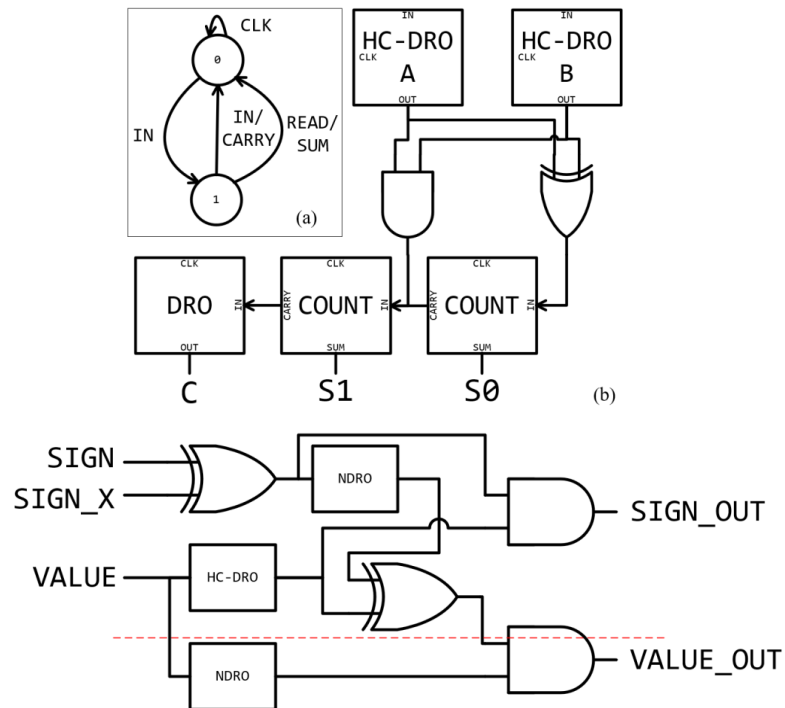 CLK
0
IN
IN/
CARRY
READ/
SUM
1
(a)
IN
HC-DRO
CLK
A
OUT
IN
HC-DRO
CLK
B
OUT
CLK
DRO
IN
OUT
C
CLK
CARRY
COUNT
IN
SUM
S1
CLK
CARRY
COUNT
IN
SUM
S0
(b)
SIGN
SIGN_X
NDRO
SIGN_OUT
VALUE
HC-DRO
NDRO
VALUE_OUT